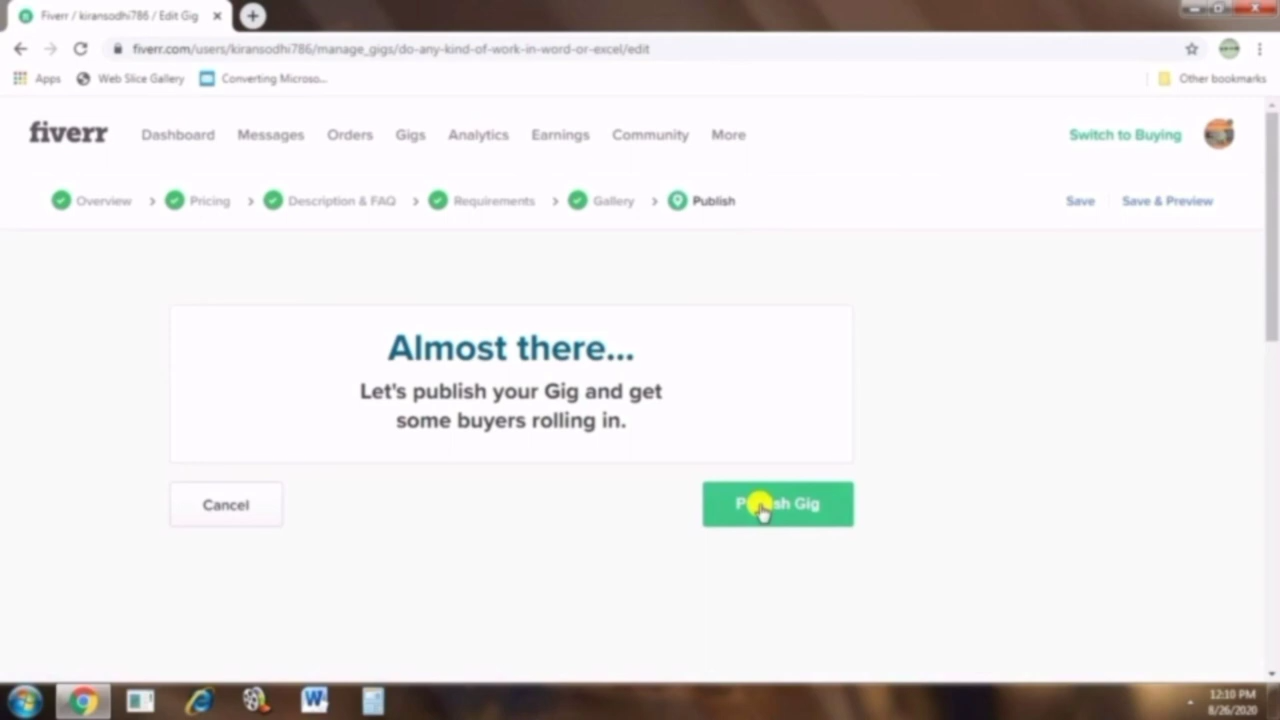 Fiverr / kiransodhi786 / Edit Gig
fiverr.com/users/kiransodhi786/manage_gigs/do-any-kind-of-work-in-word-or-excel/edit
Apps Web Slice Gallery Converting Microso... Other bookmarks
fiverr Dashboard Messages Orders Gigs Analytics Earnings Community More Switch to Buying
Overview Pricing Description & FAQ Requirements Gallery Publish Save Save & Preview
Almost there...
Let's publish your Gig and get
some buyers rolling in.
Cancel Gig
12:10 PM
8/26/2020